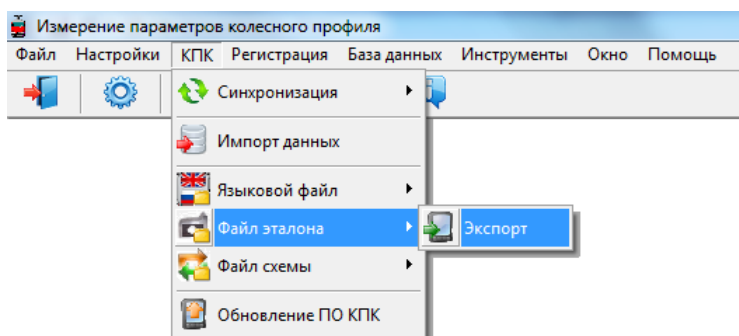 Измерение параметров колесного профиля
Файл Настройки КПК Регистрация База данных Инструменты Окно Помощь
Синхронизация
Импорт данных
Языковой файл
Файл эталона Экспорт
Файл схемы
Обновление ПО КПК